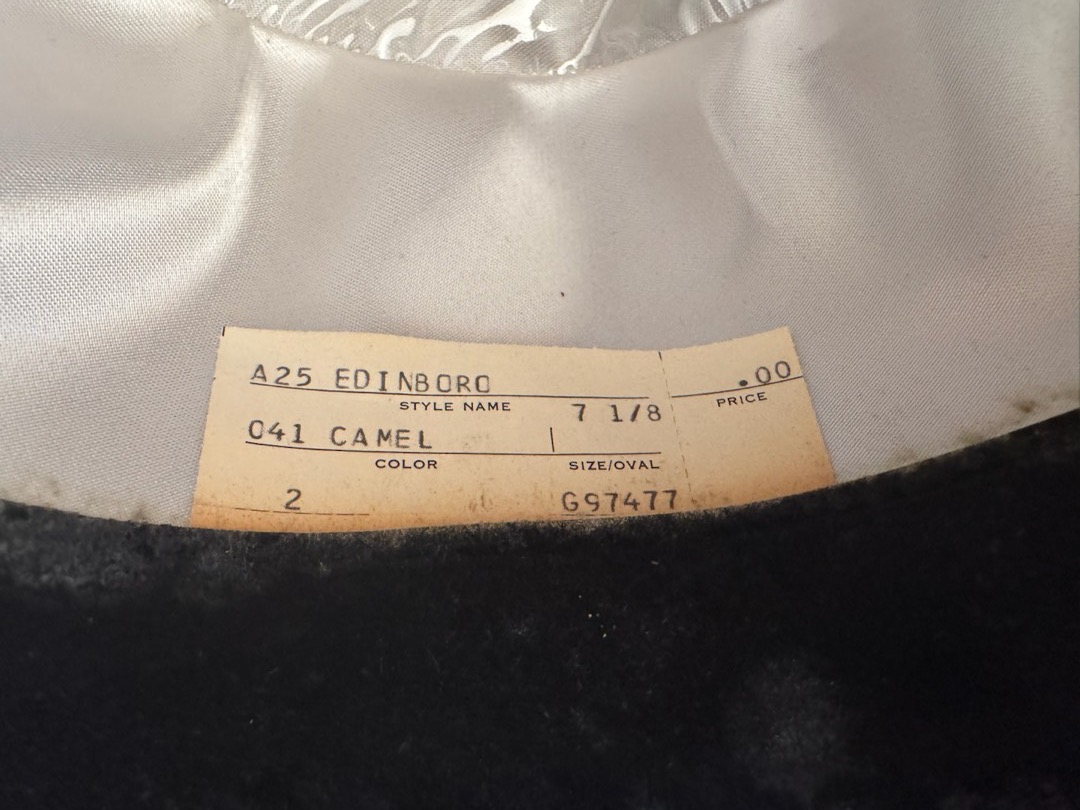 A25 EDINBORO .00
STYLE NAME 7 1/8 PRICE
041 CAMEL
COLOR SIZE/OVAL
2 G97477